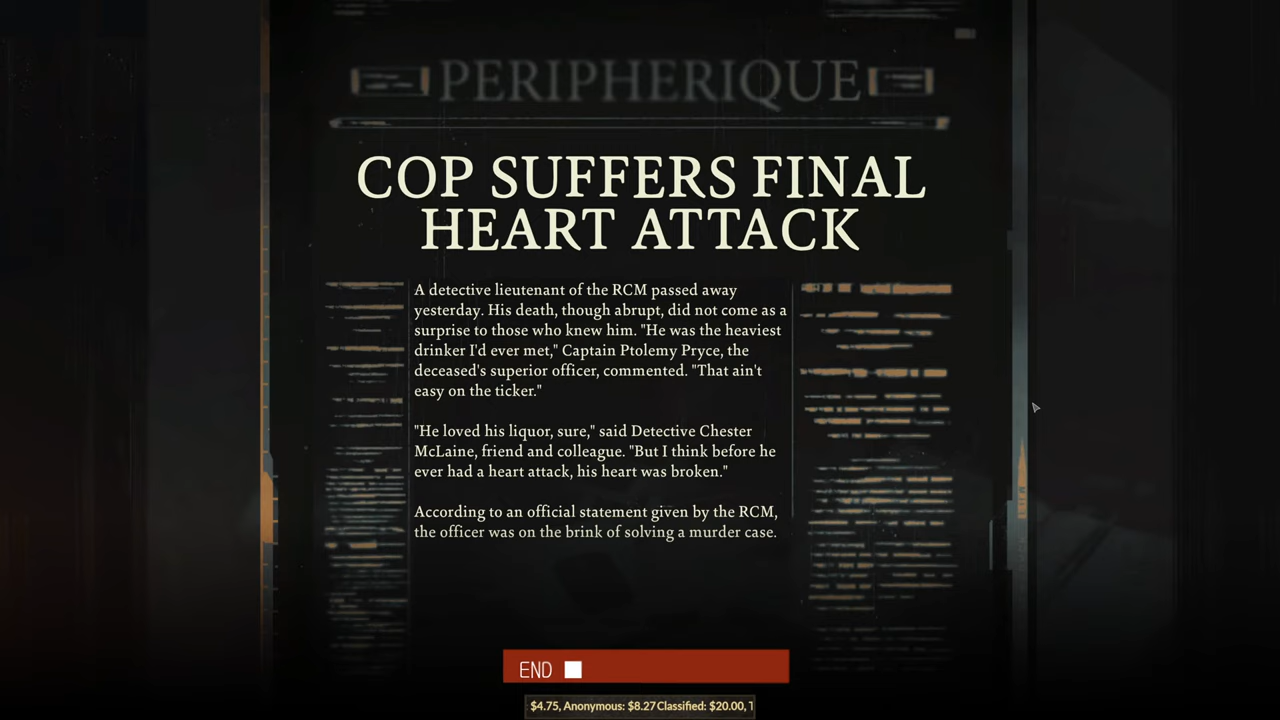 PERIPHERIQUE
COP SUFFERS FINAL
HEART ATTACK
A detective lieutenant of the RCM passed away
yesterday. His death, though abrupt, did not come as a
surprise to those who knew him. "He was the heaviest
drinker I'd ever met," Captain Ptolemy Pryce, the
deceased's superior officer, commented. "That ain't
easy on the ticker."
"He loved his liquor, sure," said Detective Chester
McLaine, friend and colleague. "But I think before he
ever had a heart attack, his heart was broken."
According to an official statement given by the RCM,
the officer was on the brink of solving a murder case.
END
$4.75, Anonymous: $8.27Classified: $20.00,